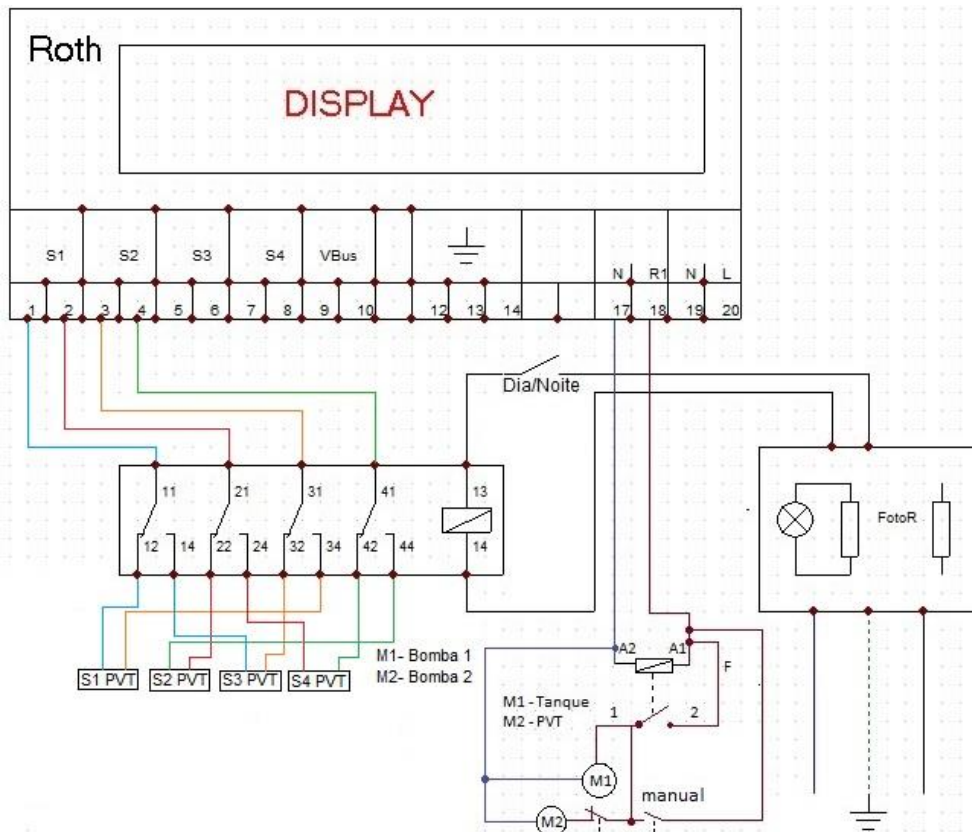 Roth
DISPLAY
S1 S2 S3 S4 VBus N R1 N L
1 2 3 4 5 6 7 8 9 10 12 13 14 17 18 19 20
Dia/Noite
11 21 31 41 13
FotoR
12 14 22 24 32 34 42 44 14
S1 PVT S2 PVT S3 PVT S4 PVT
M1- Bomba 1
M2- Bomba 2
A2 A1
F
M1 - Tanque
M2 - PVT
1 2
M1
manual
M2